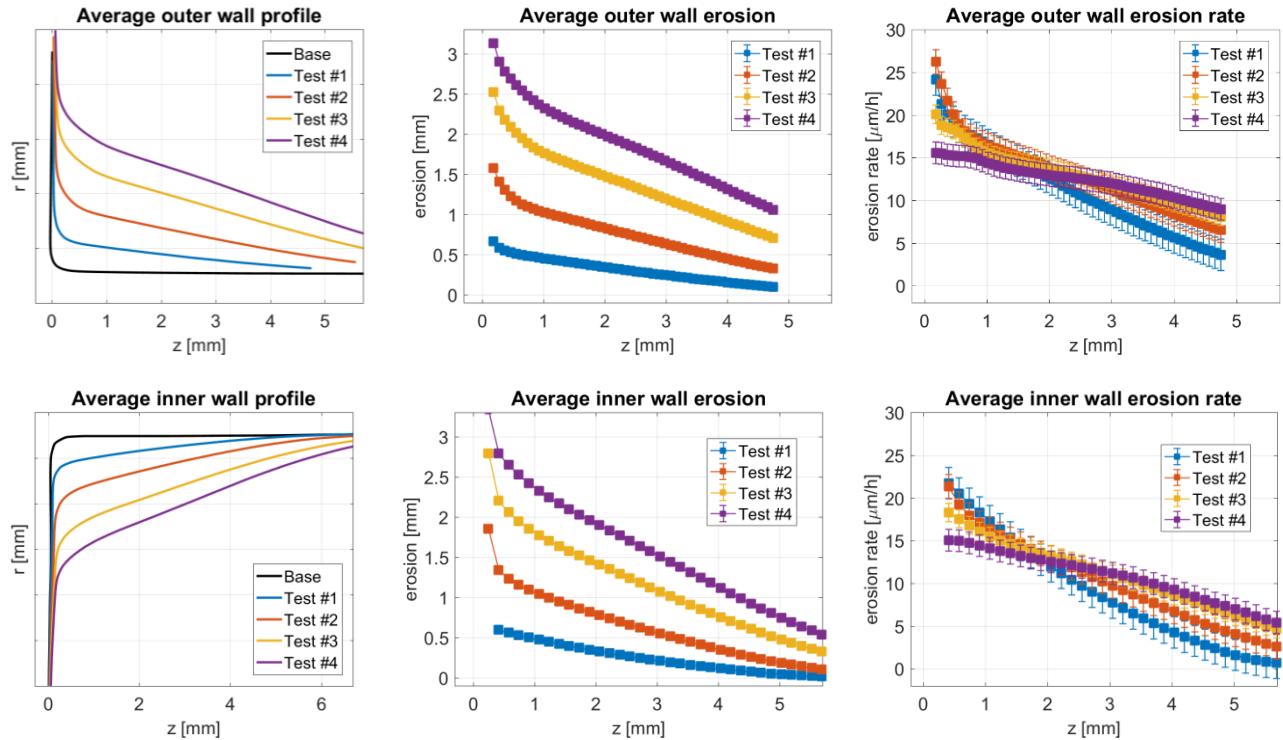 Average outer wall profile
r [mm]
Base
Test #1
Test #2
Test #3
Test #4
0 1 2 3 4 5
z [mm]
Average outer wall erosion
erosion [mm]
3
2.5
2
1.5
1
0.5
0
Test #1
Test #2
Test #3
Test #4
0 1 2 3 4 5
z [mm]
Average outer wall erosion rate
erosion rate [μm/h]
30
25
20
15
10
5
0
Test #1
Test #2
Test #3
Test #4
0 1 2 3 4 5
z [mm]
Average inner wall profile
r [mm]
Base
Test #1
Test #2
Test #3
Test #4
0 2 4 6
z [mm]
Average inner wall erosion
erosion [mm]
3
2.5
2
1.5
1
0.5
0
Test #1
Test #2
Test #3
Test #4
0 1 2 3 4 5
z [mm]
Average inner wall erosion rate
erosion rate [μm/h]
30
25
20
15
10
5
0
Test #1
Test #2
Test #3
Test #4
0 1 2 3 4 5
z [mm]